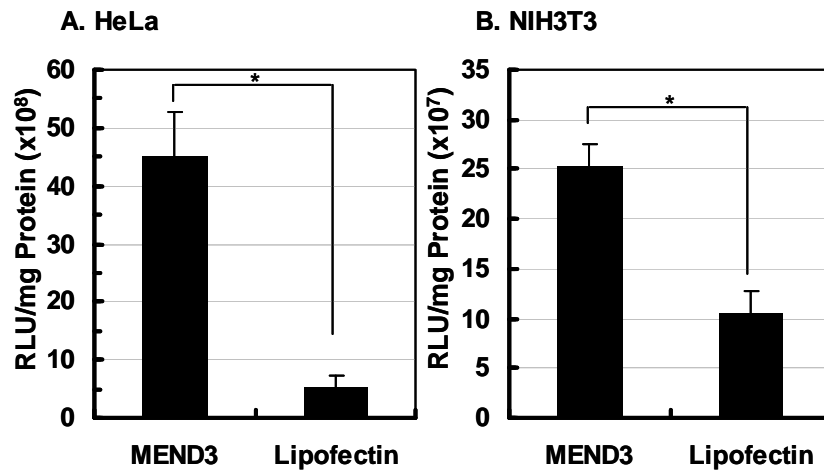 A. HeLa
RLU/mg Protein (x10⁸)
60
50
40
30
20
10
0
*
MEND3 Lipofectin
B. NIH3T3
RLU/mg Protein (x10⁷)
35
30
25
20
15
10
5
0
*
MEND3 Lipofectin